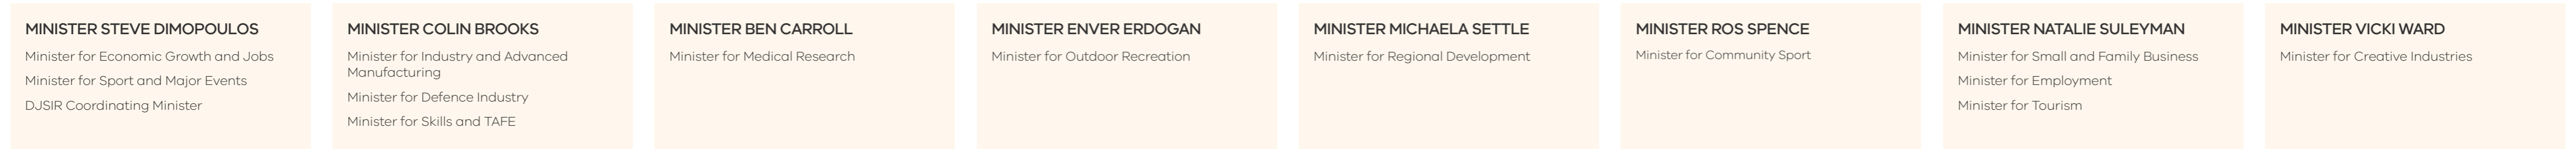 MINISTER STEVE DIMOPOULOS
Minister for Economic Growth and Jobs
Minister for Sport and Major Events
DJSIR Coordinating Minister
MINISTER COLIN BROOKS
Minister for Industry and Advanced
Manufacturing
Minister for Defence Industry
Minister for Skills and TAFE
MINISTER BEN CARROLL
Minister for Medical Research
MINISTER ENVER ERDOGAN
Minister for Outdoor Recreation
MINISTER MICHAELA SETTLE
Minister for Regional Development
MINISTER ROS SPENCE
Minister for Community Sport
MINISTER NATALIE SULEYMAN
Minister for Small and Family Business
Minister for Employment
Minister for Tourism
MINISTER VICKI WARD
Minister for Creative Industries